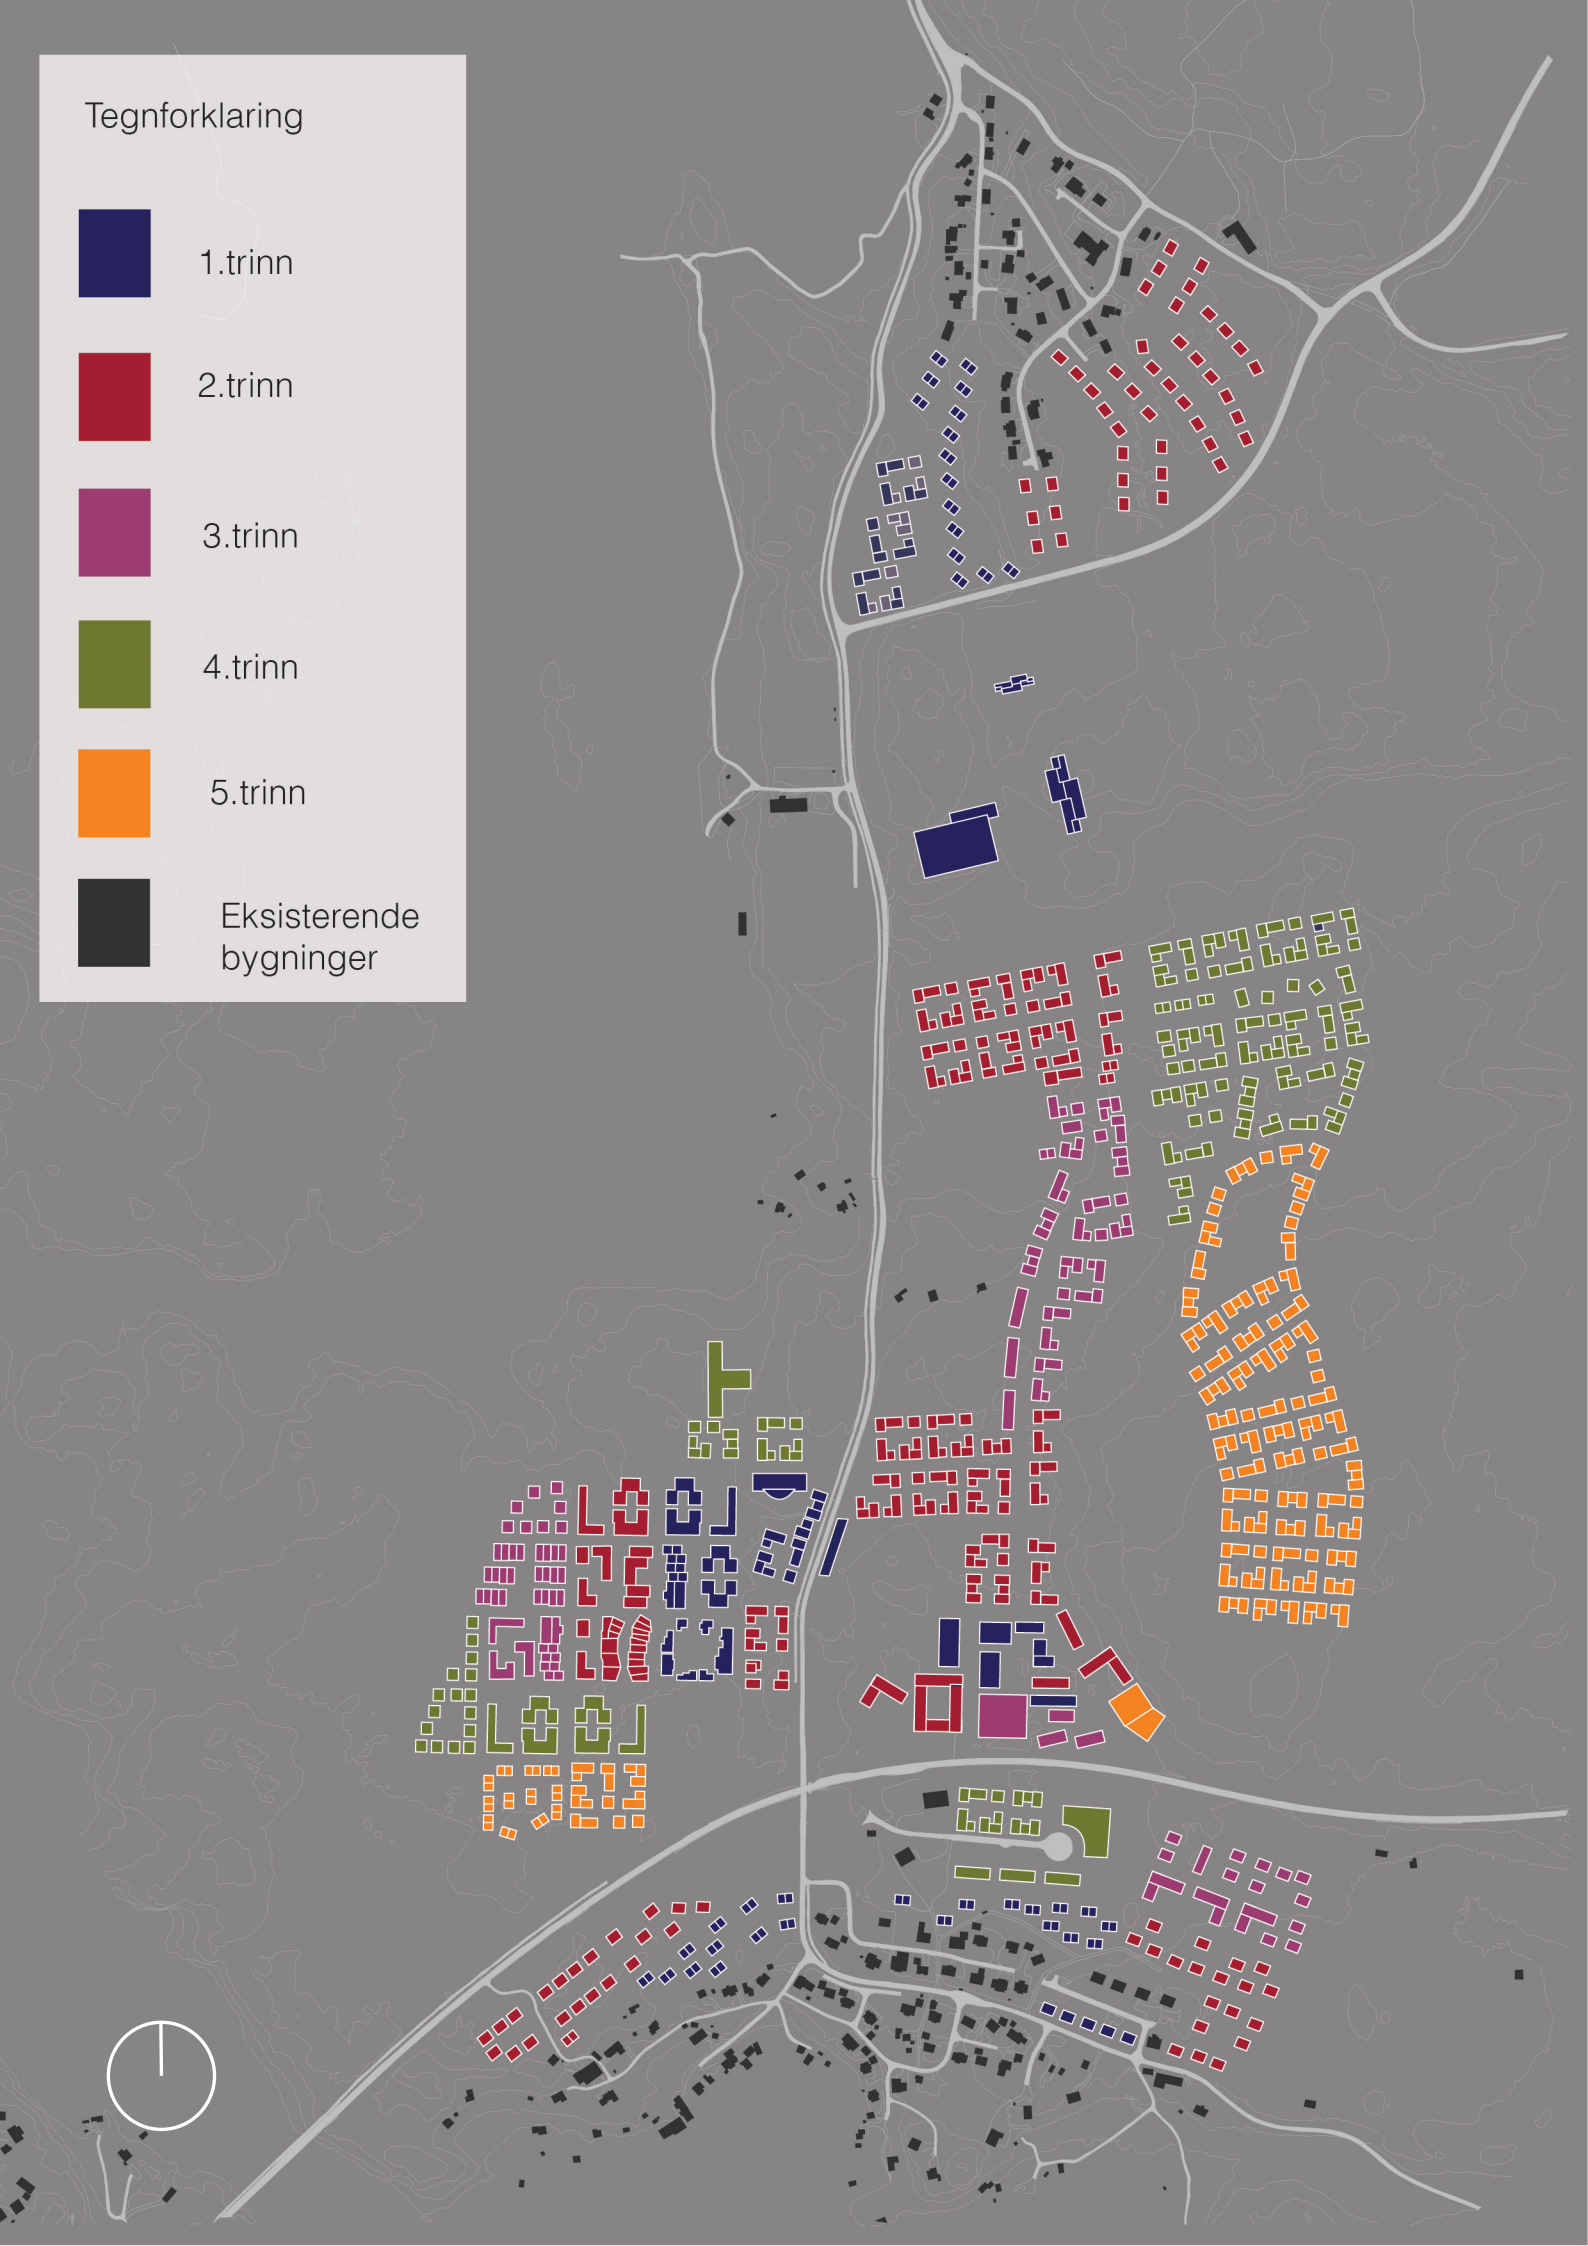 Tegnforklaring
1.trinn
2.trinn
3.trinn
4.trinn
5.trinn
Eksisterende
bygninger